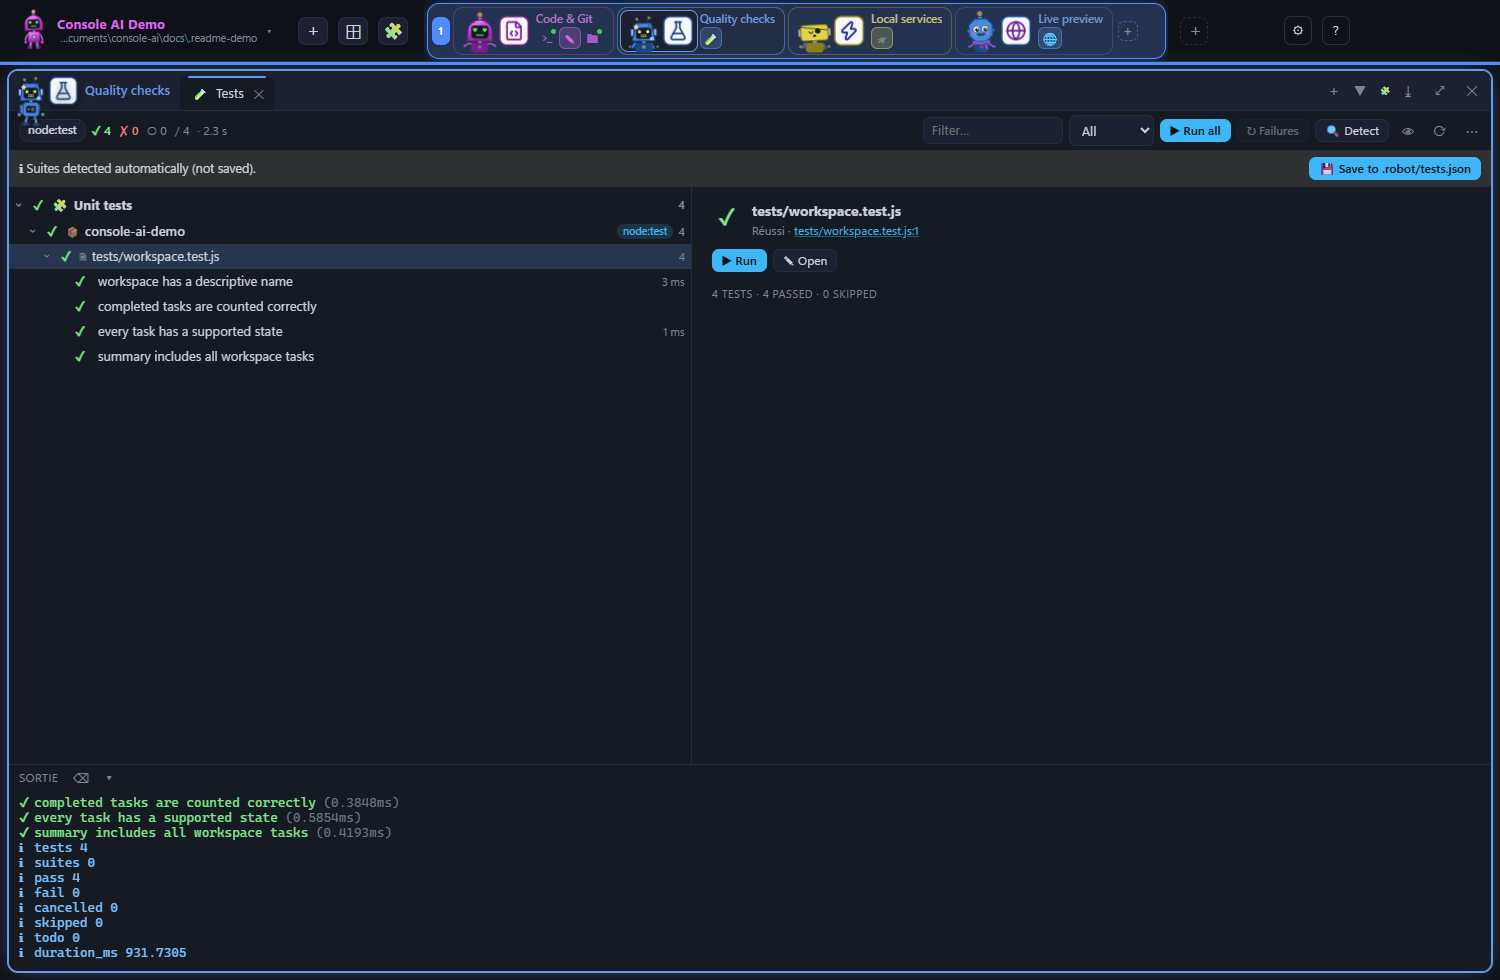 Console AI Demo
...cuments\console-ai\docs\.readme-demo
1
Code & Git
Quality checks
Local services
Live preview
Quality checks
Tests
node:test
4
0
0
/ 4
· 2.3 s
Filter...
All
Run all
Failures
Detect
Suites detected automatically (not saved).
Save to .robot/tests.json
Unit tests
4
console-ai-demo
node:test
4
tests/workspace.test.js
4
workspace has a descriptive name
3 ms
completed tasks are counted correctly
every task has a supported state
1 ms
summary includes all workspace tasks
tests/workspace.test.js
Réussi · tests/workspace.test.js:1
Run
Open
4 TESTS · 4 PASSED · 0 SKIPPED
SORTIE
✔ completed tasks are counted correctly (0.3848ms)
✔ every task has a supported state (0.5854ms)
✔ summary includes all workspace tasks (0.4193ms)
ℹ tests 4
ℹ suites 0
ℹ pass 4
ℹ fail 0
ℹ cancelled 0
ℹ skipped 0
ℹ todo 0
ℹ duration_ms 931.7305